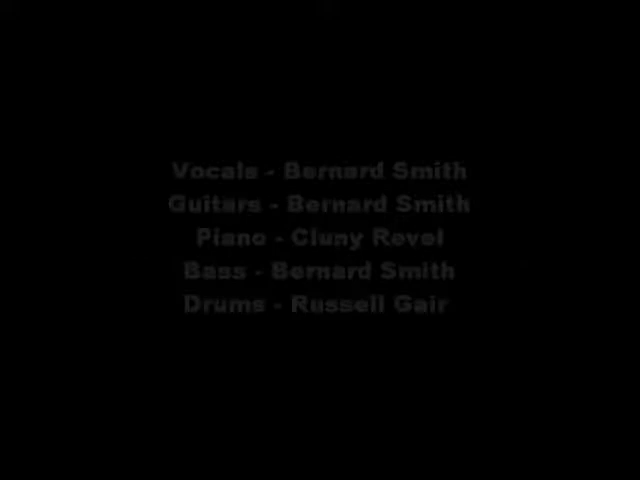 Vocals - Bernard Smith
Guitars - Bernard Smith
Piano - Cluny Revel
Bass - Bernard Smith
Drums - Russell Gair